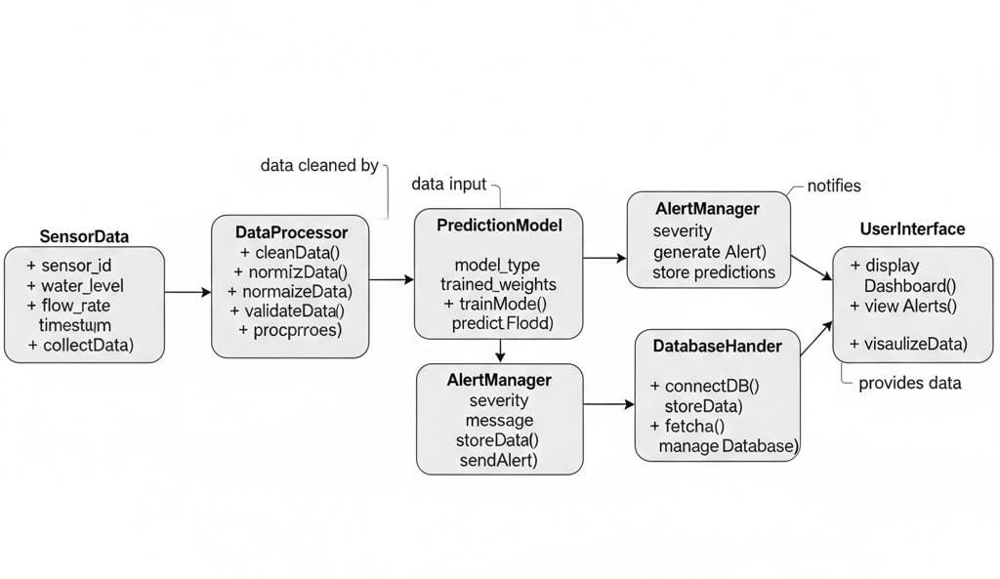 data cleaned by
data input
notifies
SensorData
+ sensor_id
+ water_level
+ flow_rate
+ collectData)
DataProcessor
+ cleanData()
+ normizData()
+ normaizeData)
+ validateData()
+ procprroes)
PredictionModel
model_type
trained_weights
+ trainMode()
predict Flodd)
AlertManager
severity
generate Alert)
store predictions
UserInterface
+ display
Dashboard()
+ view Alerts()
+ visaulizeData)
provides data
AlertManager
severity
message
storeData()
sendAlert)
DatabaseHander
+ connectDB()
storeData)
+ fetcha()
manage Database)